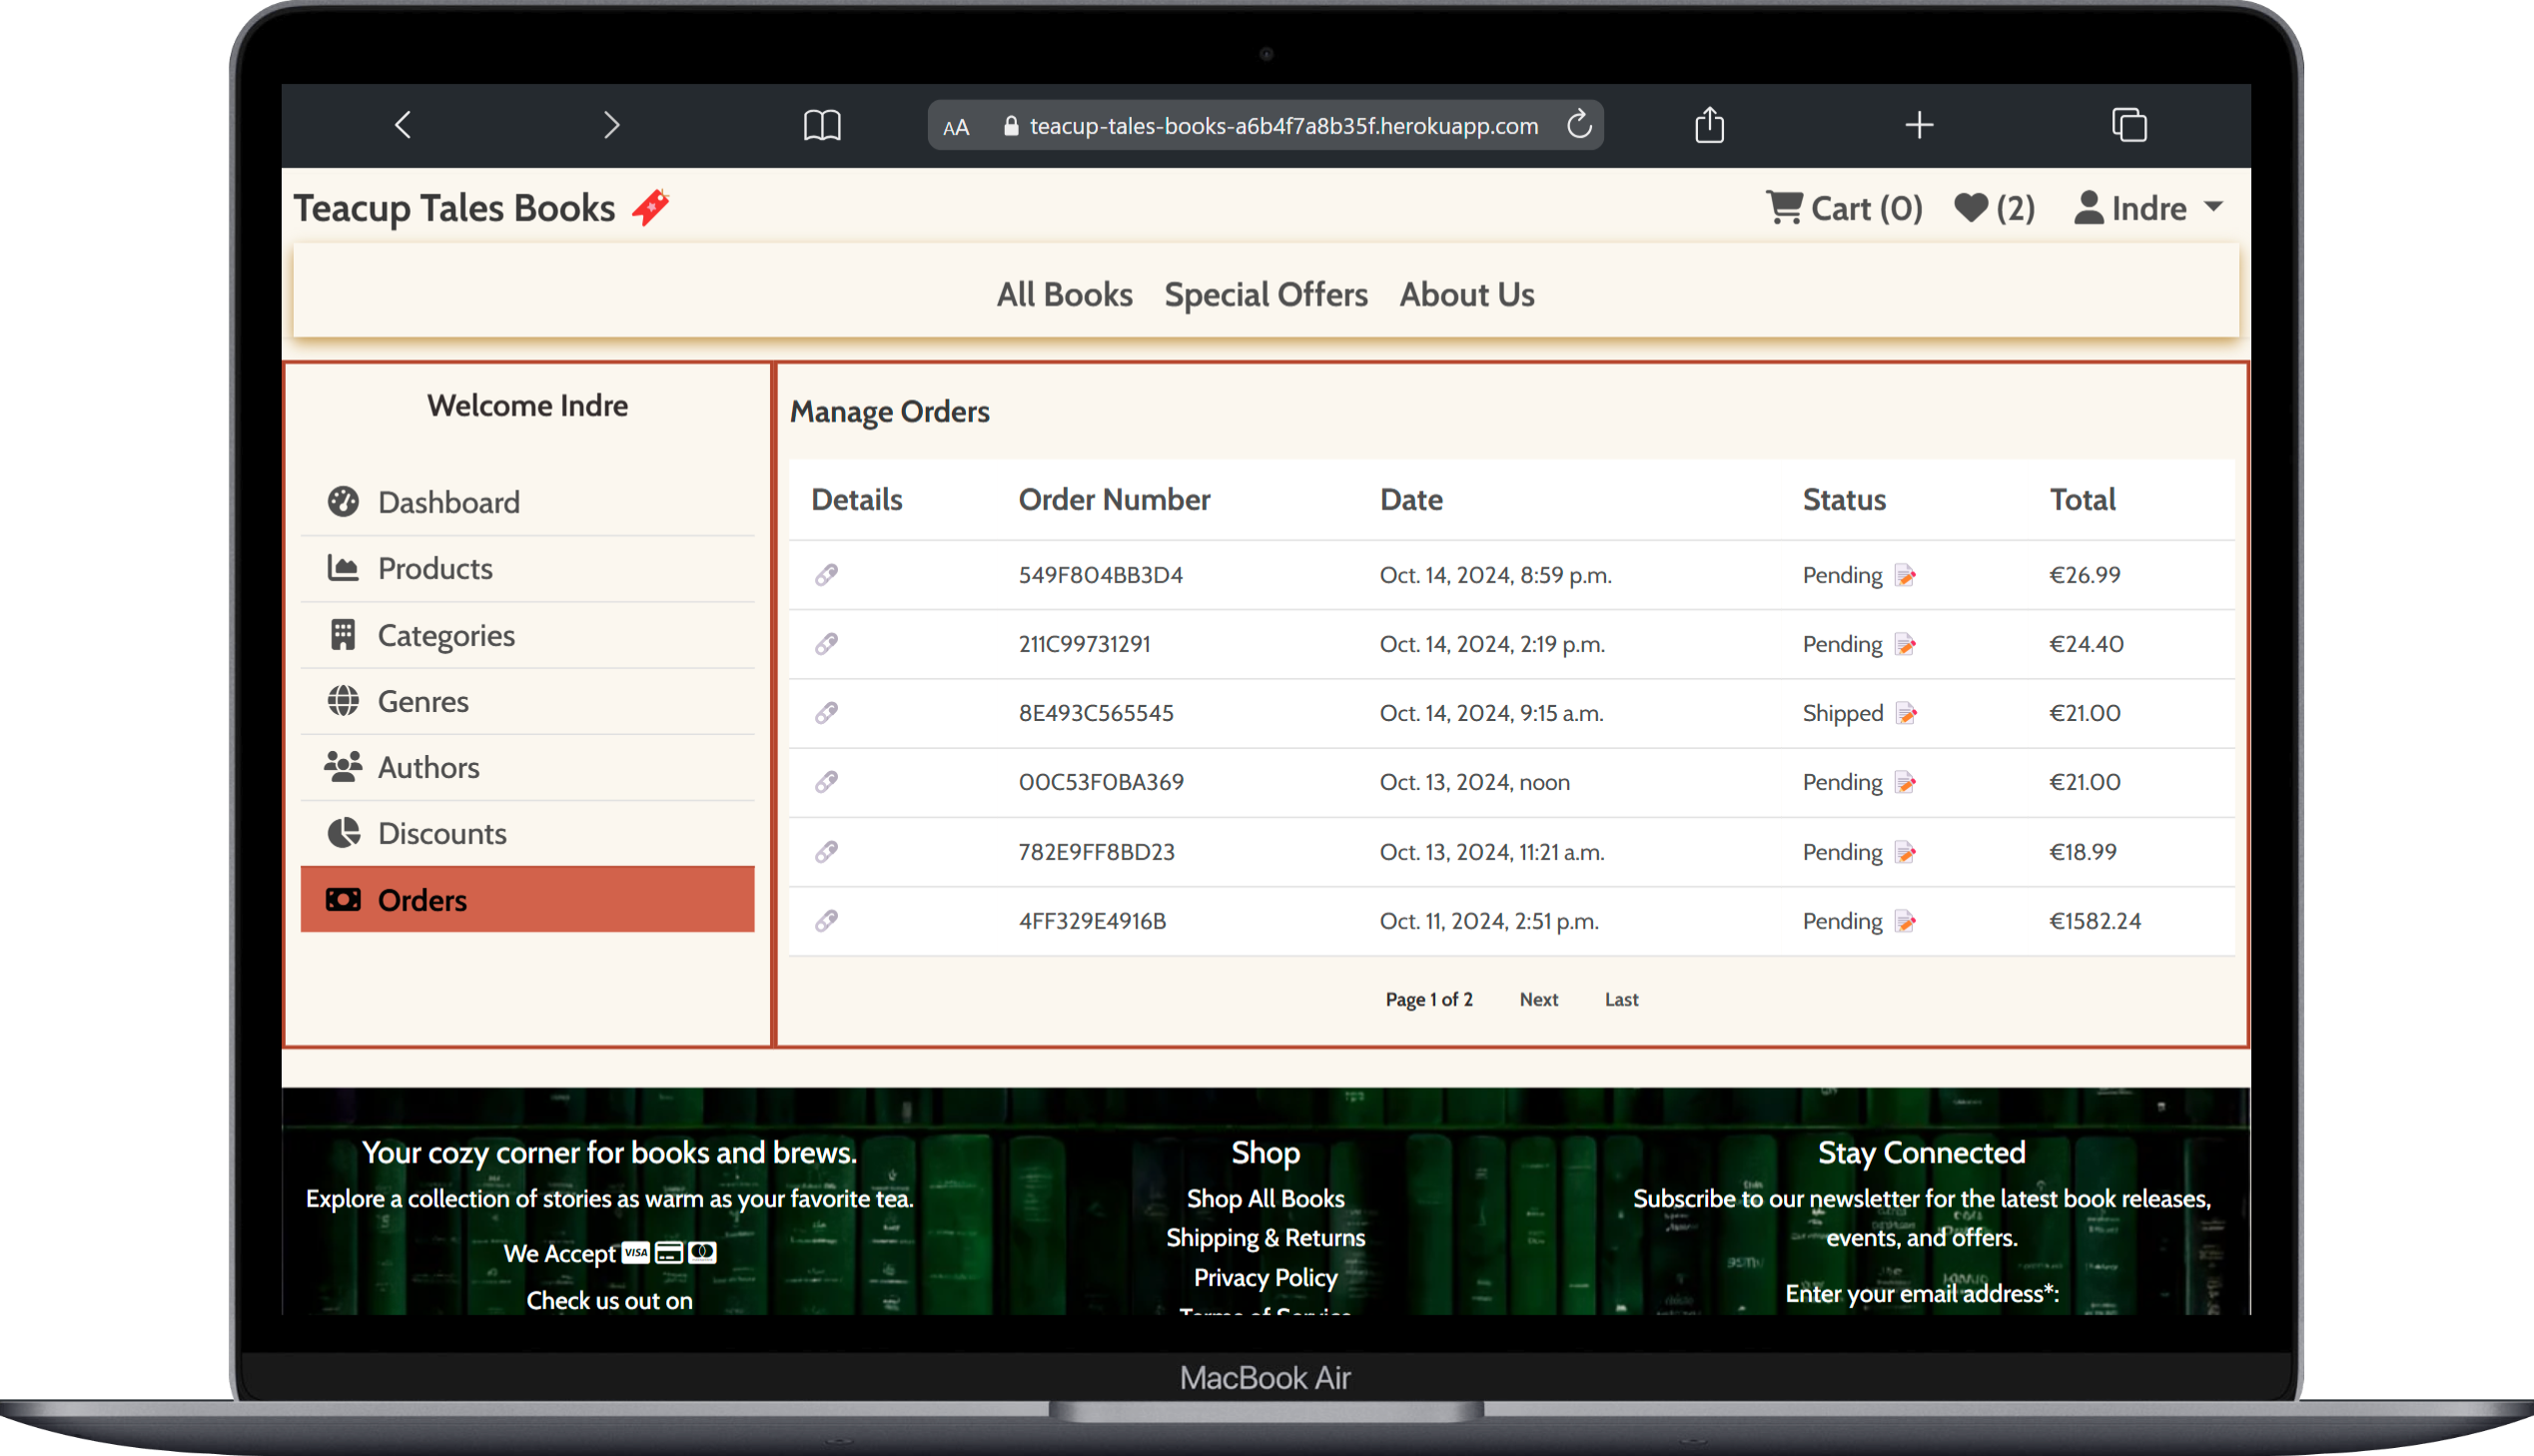 AA teacup-tales-books-a6b4f7a8b35f.herokuapp.com
Teacup Tales Books Cart (0) (2) Indre
All Books Special Offers About Us
Welcome Indre
Dashboard
Products
Categories
Genres
Authors
Discounts
Orders
Manage Orders
Details Order Number Date Status Total
549F804BB3D4 Oct. 14, 2024, 8:59 p.m. Pending €26.99
211C99731291 Oct. 14, 2024, 2:19 p.m. Pending €24.40
8E493C565545 Oct. 14, 2024, 9:15 a.m. Shipped €21.00
00C53F0BA369 Oct. 13, 2024, noon Pending €21.00
782E9FF8BD23 Oct. 13, 2024, 11:21 a.m. Pending €18.99
4FF329E4916B Oct. 11, 2024, 2:51 p.m. Pending €1582.24
Page 1 of 2 Next Last
Your cozy corner for books and brews.
Explore a collection of stories as warm as your favorite tea.
We Accept VISA
Check us out on
Shop
Shop All Books
Shipping & Returns
Privacy Policy
Terms of Service
Stay Connected
Subscribe to our newsletter for the latest book releases,
events, and offers.
Enter your email address*:
MacBook Air